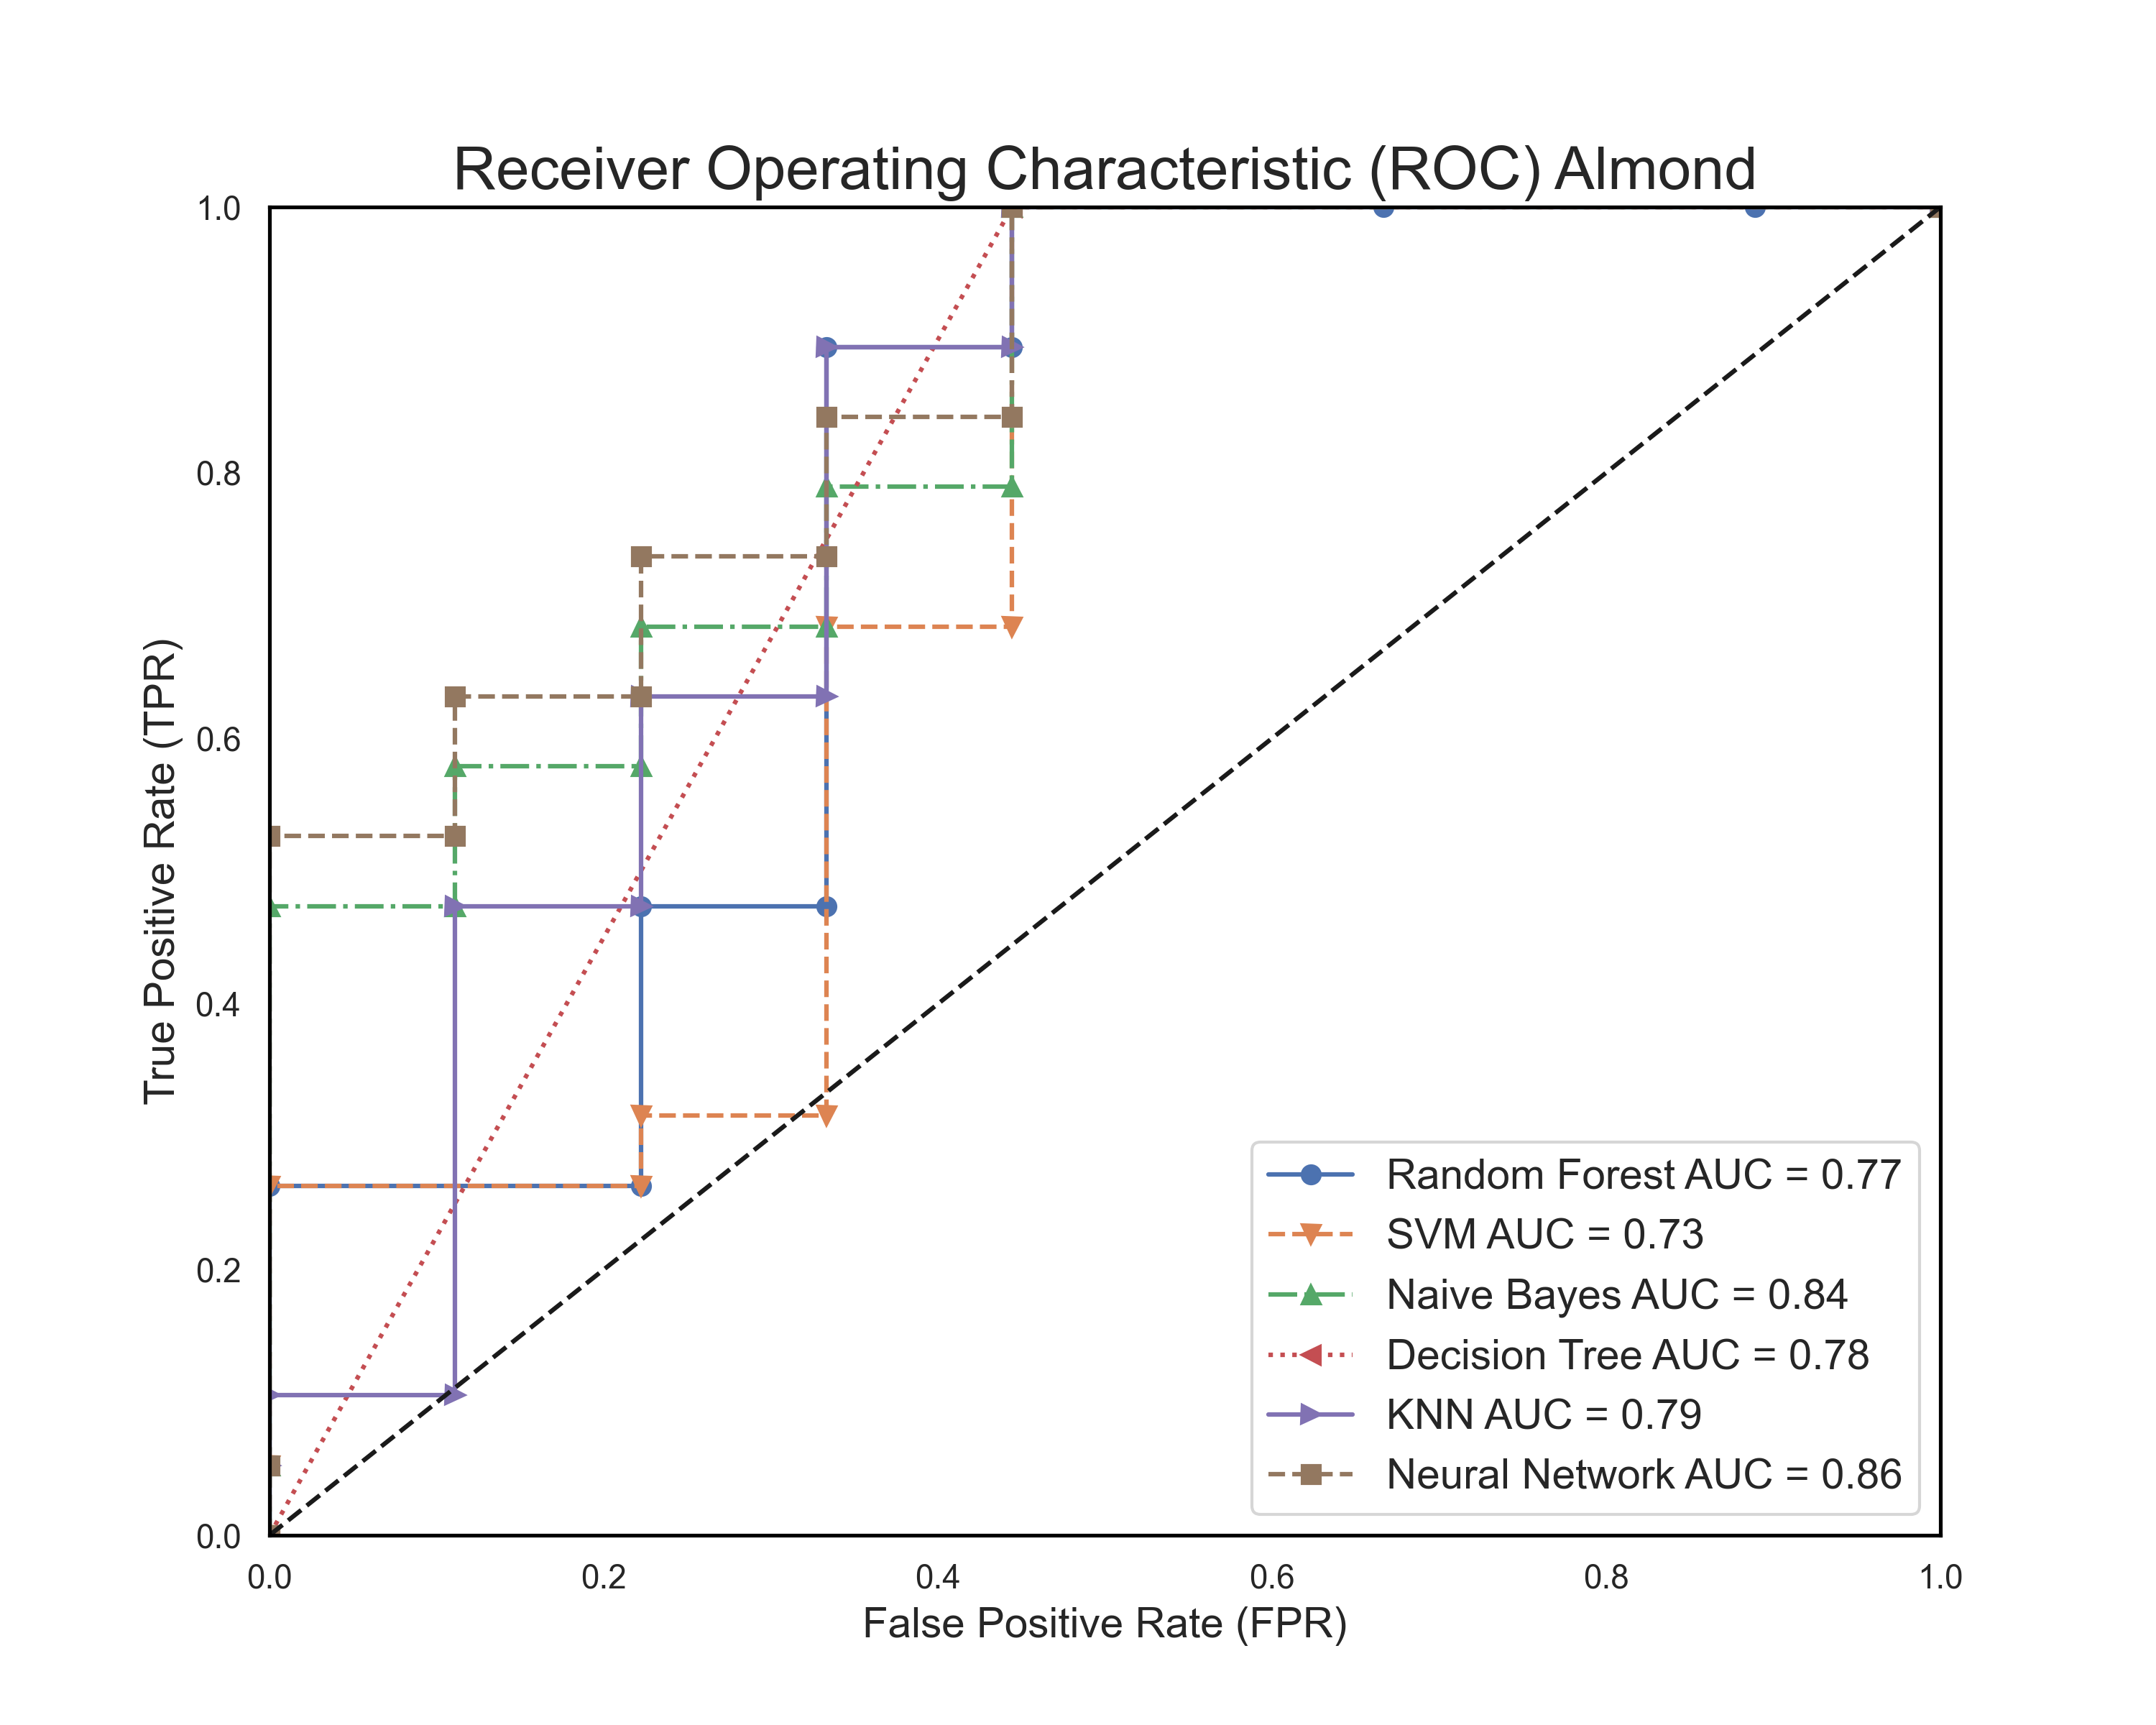 Receiver Operating Characteristic (ROC) Almond
1.0
0.8
0.6
0.4
0.2
0.0
True Positive Rate (TPR)
0.0 0.2 0.4 0.6 0.8 1.0
False Positive Rate (FPR)
Random Forest AUC = 0.77
SVM AUC = 0.73
Naive Bayes AUC = 0.84
Decision Tree AUC = 0.78
KNN AUC = 0.79
Neural Network AUC = 0.86